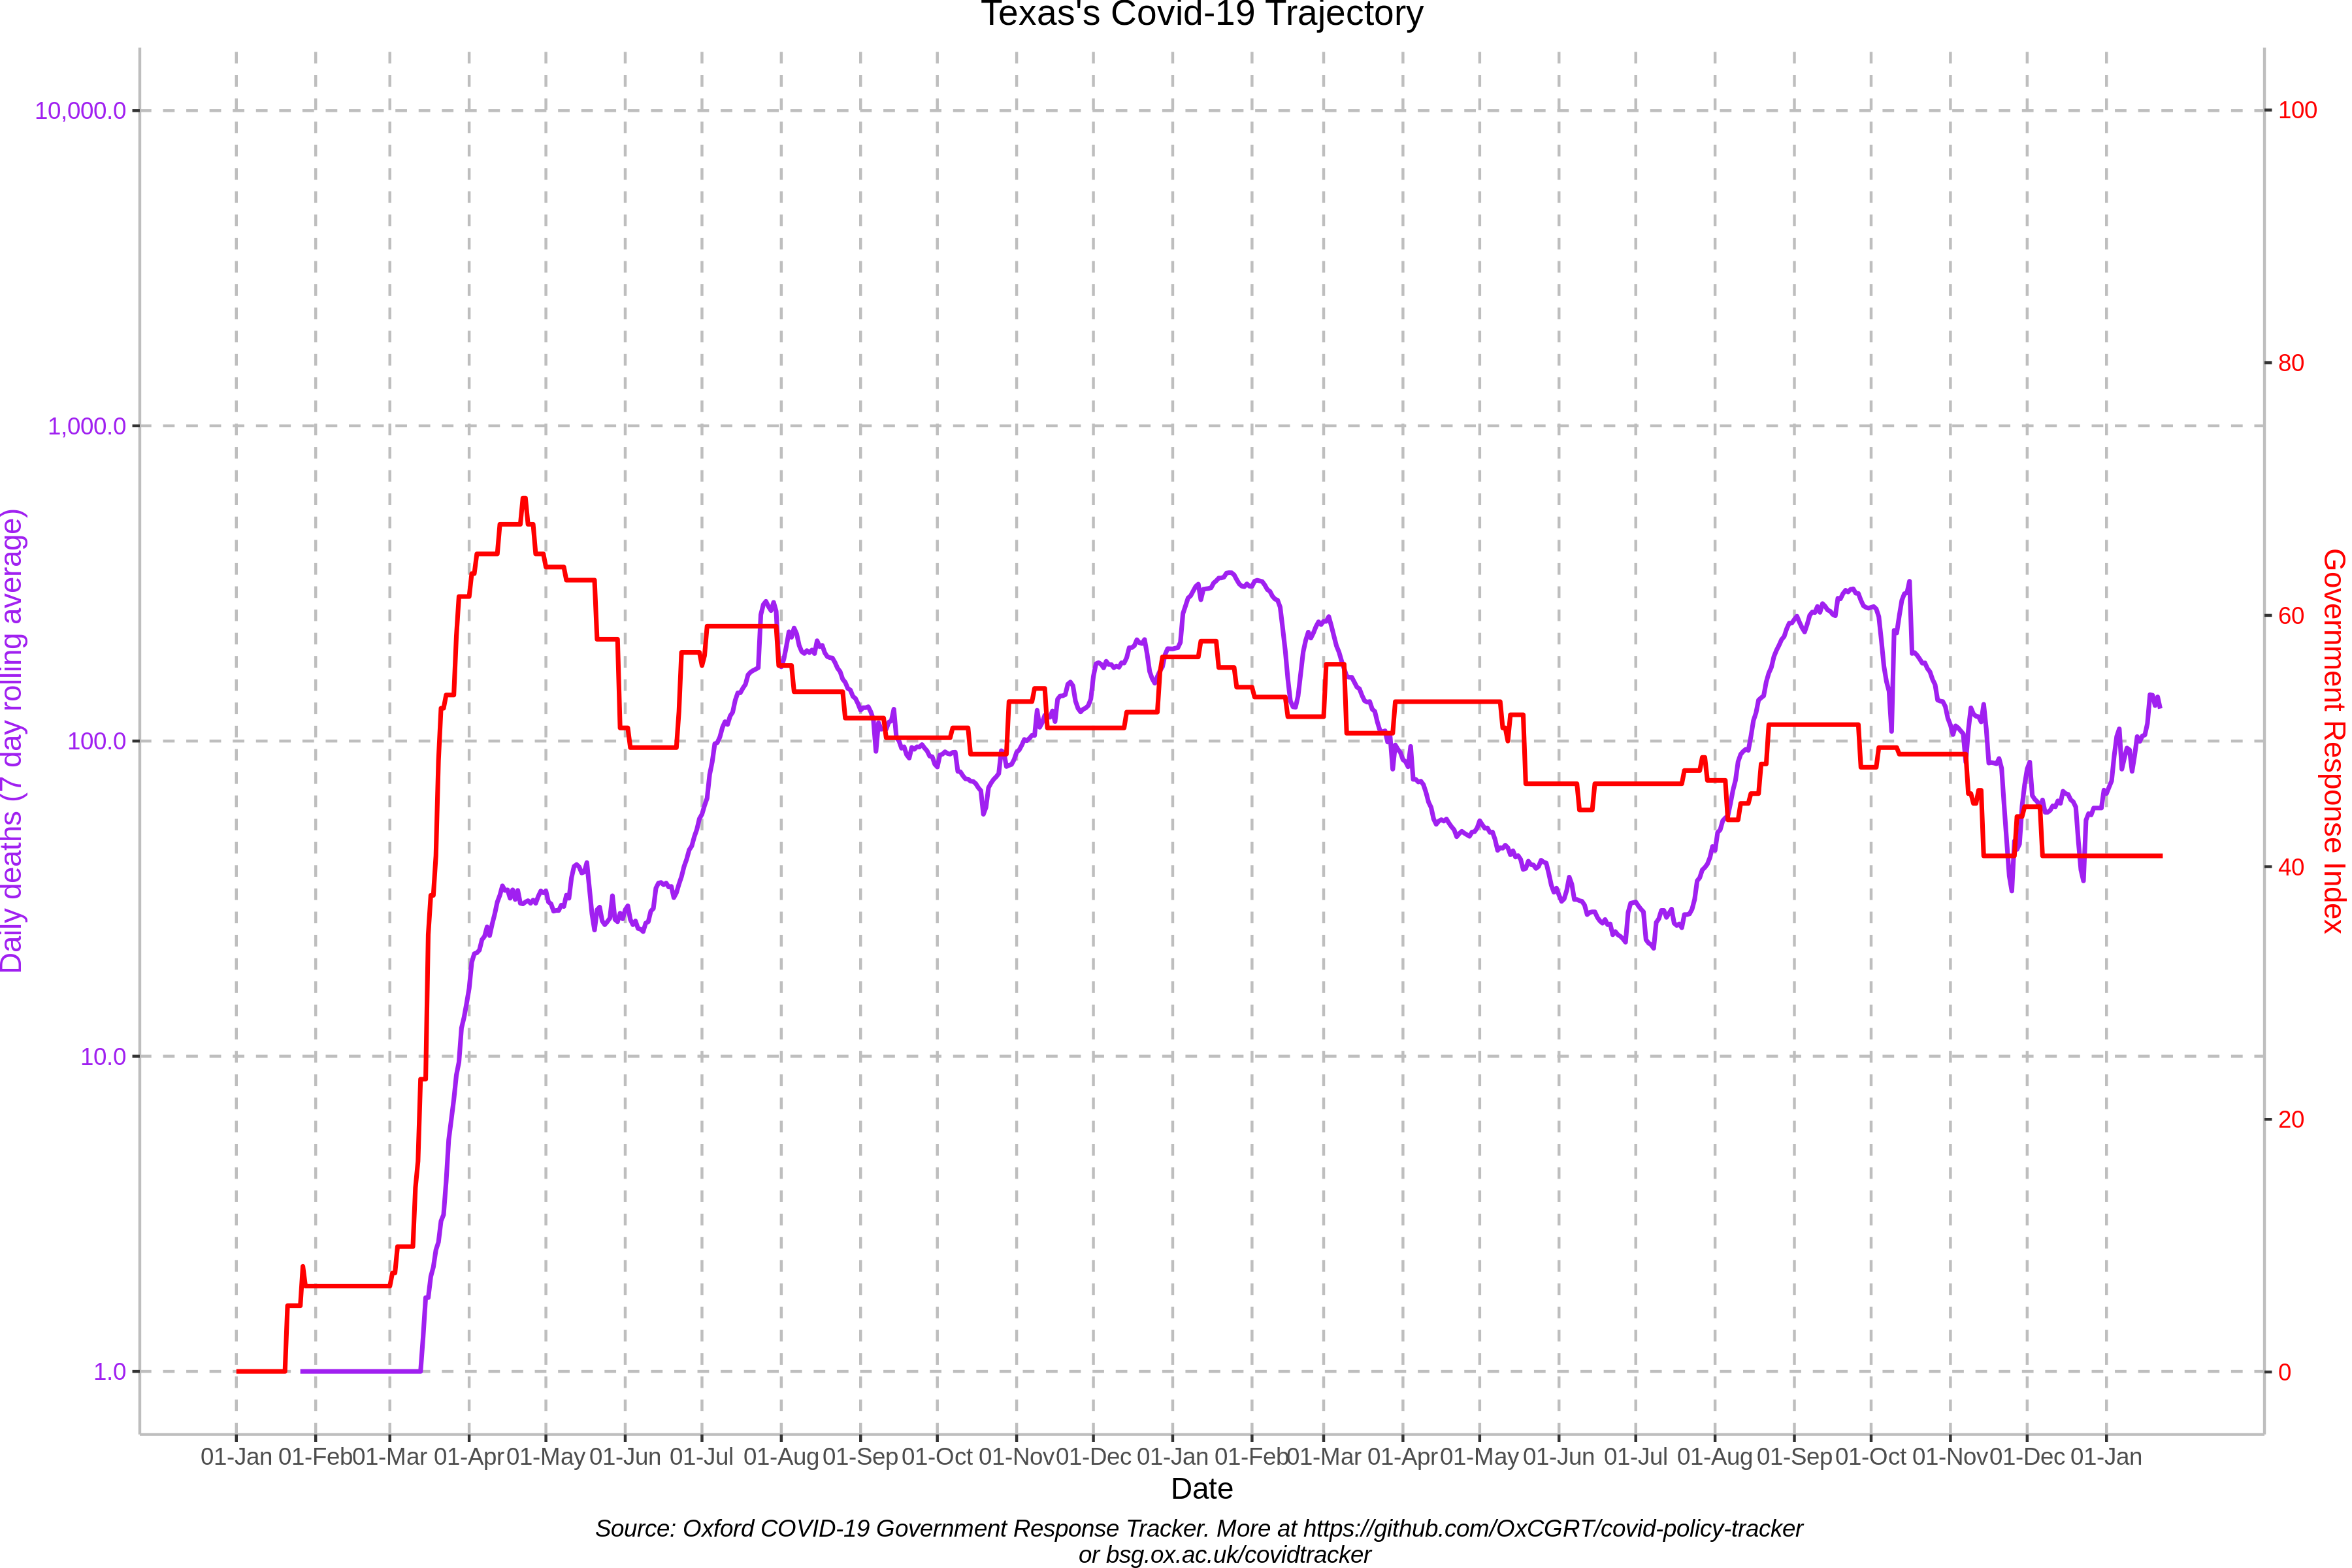 Texas's Covid-19 Trajectory
Daily deaths (7 day rolling average)
10,000.0
1,000.0
100.0
10.0
1.0
100
80
60
40
20
0
Government Response Index
01-Jan 01-Feb 01-Mar 01-Apr 01-May 01-Jun 01-Jul 01-Aug 01-Sep 01-Oct 01-Nov 01-Dec 01-Jan 01-Feb 01-Mar 01-Apr 01-May 01-Jun 01-Jul 01-Aug 01-Sep 01-Oct 01-Nov 01-Dec 01-Jan
Date
Source: Oxford COVID-19 Government Response Tracker. More at https://github.com/OxCGRT/covid-policy-tracker
or bsg.ox.ac.uk/covidtracker